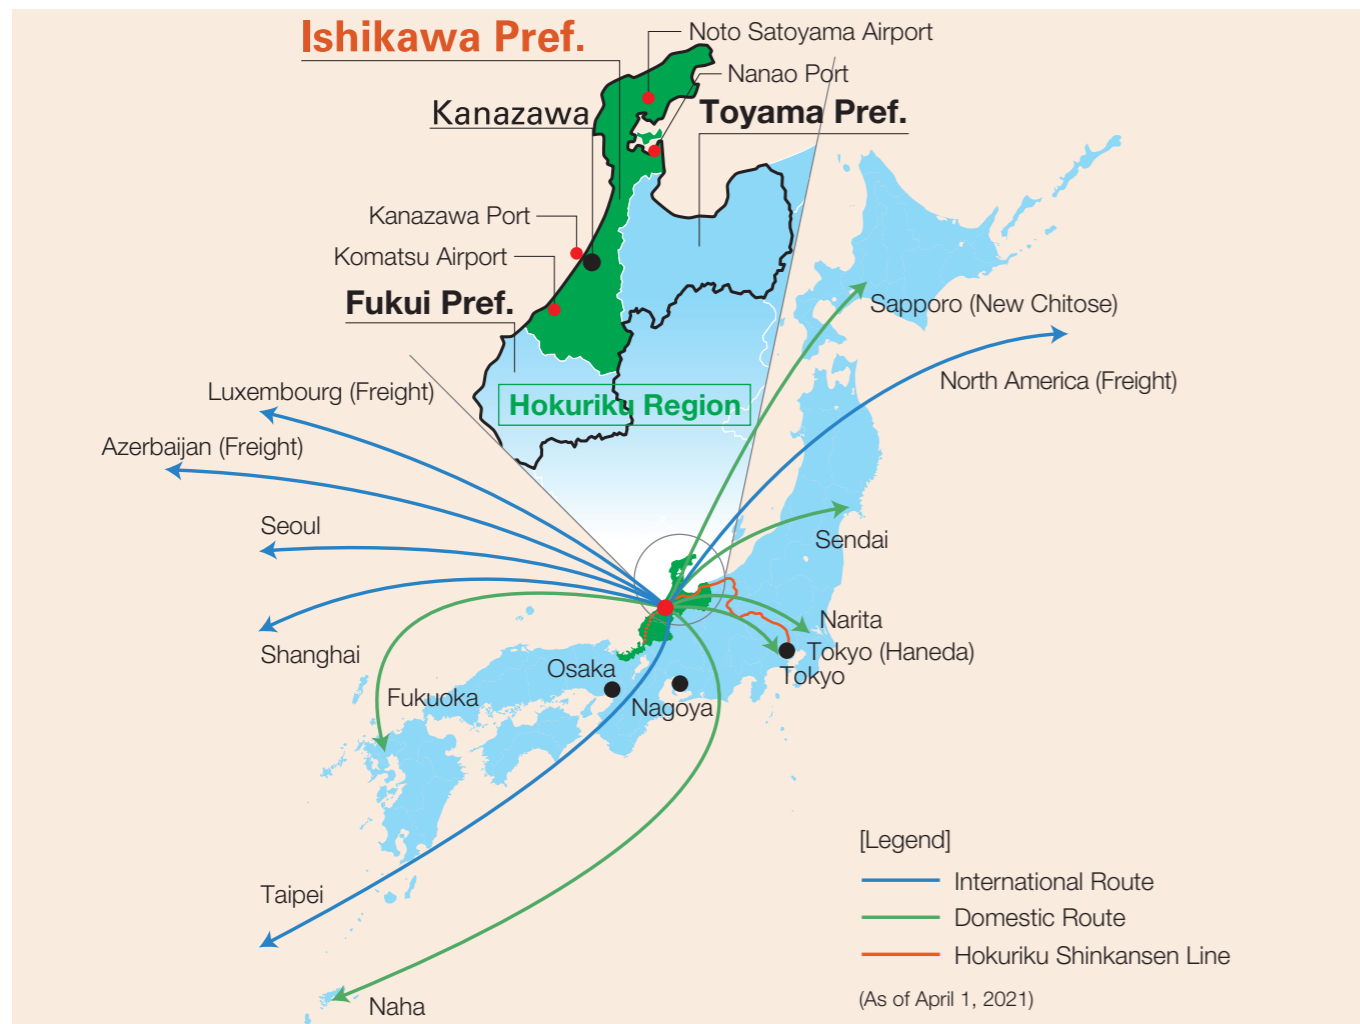 Ishikawa Pref.
Noto Satoyama Airport
Nanao Port
Kanazawa
Toyama Pref.
Kanazawa Port
Komatsu Airport
Fukui Pref.
Sapporo (New Chitose)
North America (Freight)
Luxembourg (Freight)
Hokuriku Region
Azerbaijan (Freight)
Seoul
Sendai
Shanghai
Narita
Tokyo (Haneda)
Tokyo
Osaka
Nagoya
Fukuoka
Taipei
Naha
[Legend]
International Route
Domestic Route
Hokuriku Shinkansen Line
(As of April 1, 2021)